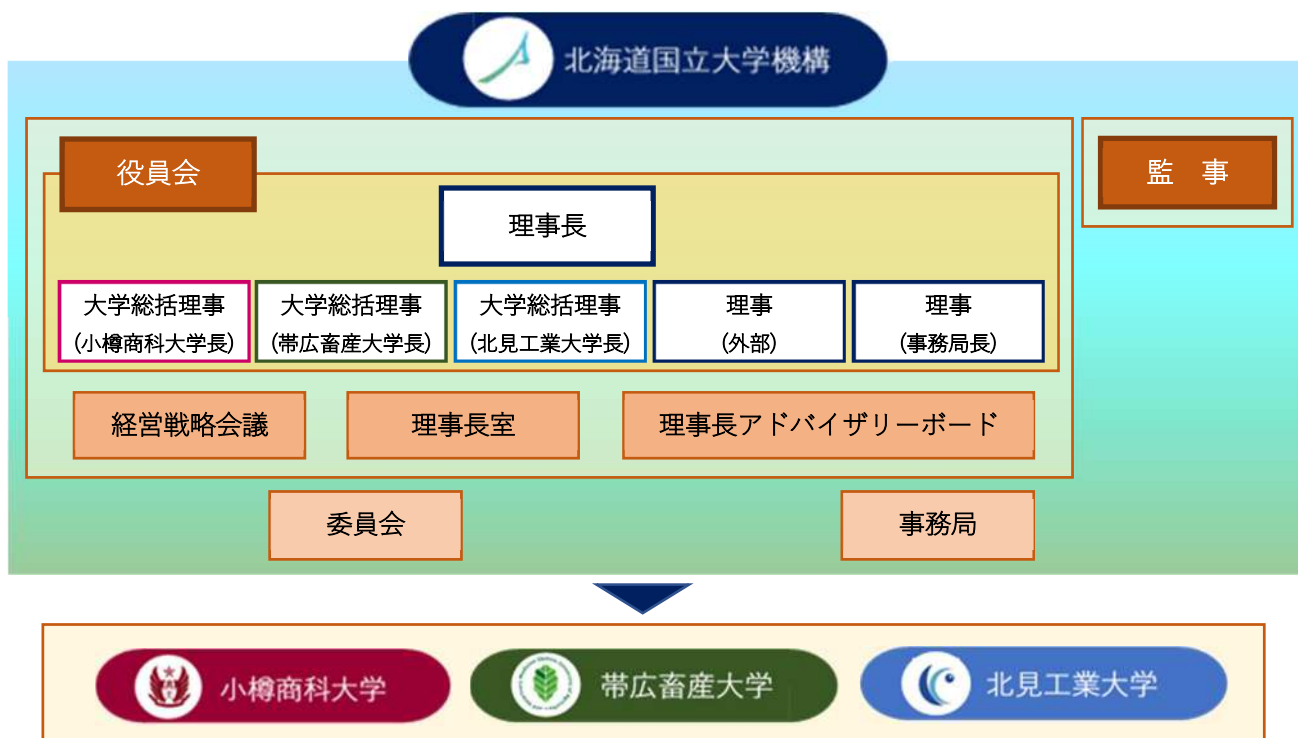 北海道国立大学機構
役員会
監　事
理事長
大学総括理事
(小樽商科大学長)
大学総括理事
(帯広畜産大学長)
大学総括理事
(北見工業大学長)
理事
(外部)
理事
(事務局長)
経営戦略会議
理事長室
理事長アドバイザリーボード
委員会
事務局
小樽商科大学
帯広畜産大学
北見工業大学